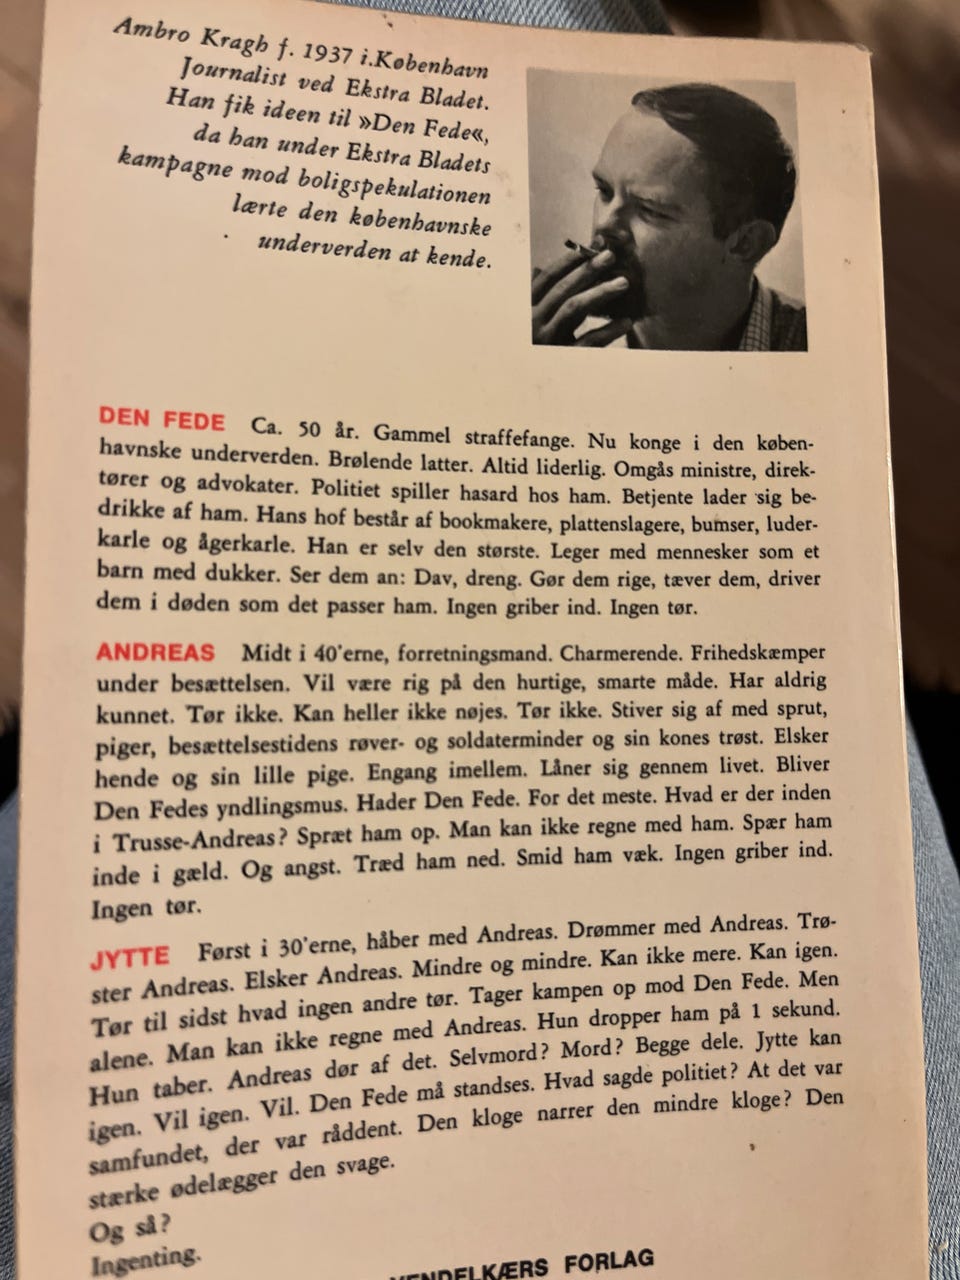 Ambro Kragh f. 1937 i.København
Journalist ved Ekstra Bladet.
Han fik ideen til »Den Fede«,
da han under Ekstra Bladets
kampagne mod boligspekulationen
lærte den københavnske
underverden at kende.
DEN FEDE Ca. 50 år. Gammel straffefange. Nu konge i den køben-
havnske underverden. Brølende latter. Altid liderlig. Omgås ministre, direk-
tører og advokater. Politiet spiller hasard hos ham. Betjente lader sig be-
drikke af ham. Hans hof består af bookmakere, plattenslagere, bumser, luder-
karle og ågerkarle. Han er selv den største. Leger med mennesker som et
barn med dukker. Ser dem an: Dav, dreng. Gør dem rige, tæver dem, driver
dem i døden som det passer ham. Ingen griber ind. Ingen tør.
ANDREAS Midt i 40'erne, forretningsmand. Charmerende. Frihedskæmper
under besættelsen. Vil være rig på den hurtige, smarte måde. Har aldrig
kunnet. Tør ikke. Kan heller ikke nøjes. Tør ikke. Stiver sig af med sprut,
piger, besættelsestidens røver- og soldaterminder og sin kones trøst. Elsker
hende og sin lille pige. Engang imellem. Låner sig gennem livet. Bliver
Den Fedes yndlingsmus. Hader Den Fede. For det meste. Hvad er der inden
i Trusse-Andreas? Spræt ham op. Man kan ikke regne med ham. Spær ham
inde i gæld. Og angst. Træd ham ned. Smid ham væk. Ingen griber ind.
Ingen tør.
JYTTE Først i 30'erne, håber med Andreas. Drømmer med Andreas. Trø-
ster Andreas. Elsker Andreas. Mindre og mindre. Kan ikke mere. Kan igen.
Tør til sidst hvad ingen andre tør. Tager kampen op mod Den Fede. Men
alene. Man kan ikke regne med Andreas. Hun dropper ham på 1 sekund.
Hun taber. Andreas dør af det. Selvmord? Mord? Begge dele. Jytte kan
igen. Vil igen. Vil. Den Fede må standses. Hvad sagde politiet? At det var
samfundet, der var råddent. Den kloge narrer den mindre kloge? Den
stærke ødelægger den svage.
Og så?
Ingenting.
VENDELKÆRS FORLAG